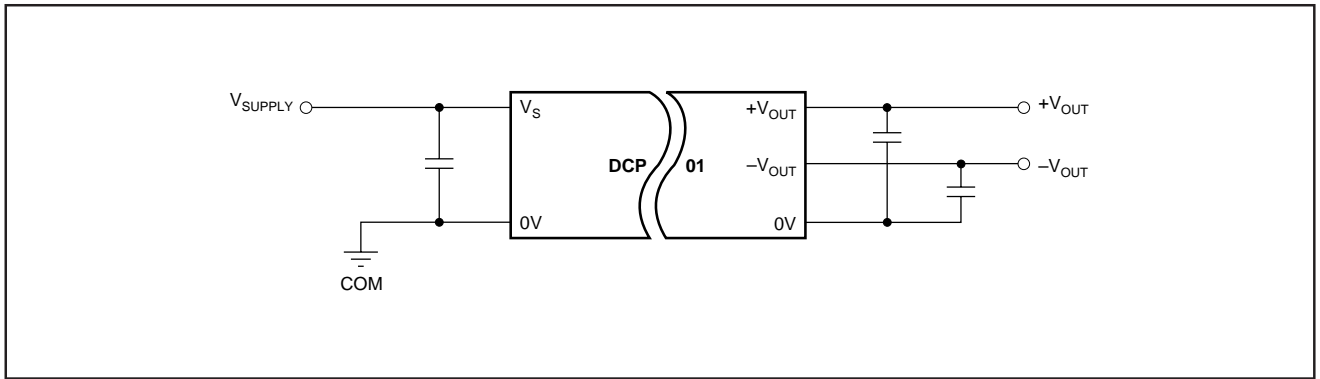 VSUPPLY
VS
+VOUT
+VOUT
DCP 01
–VOUT
–VOUT
0V
0V
COM